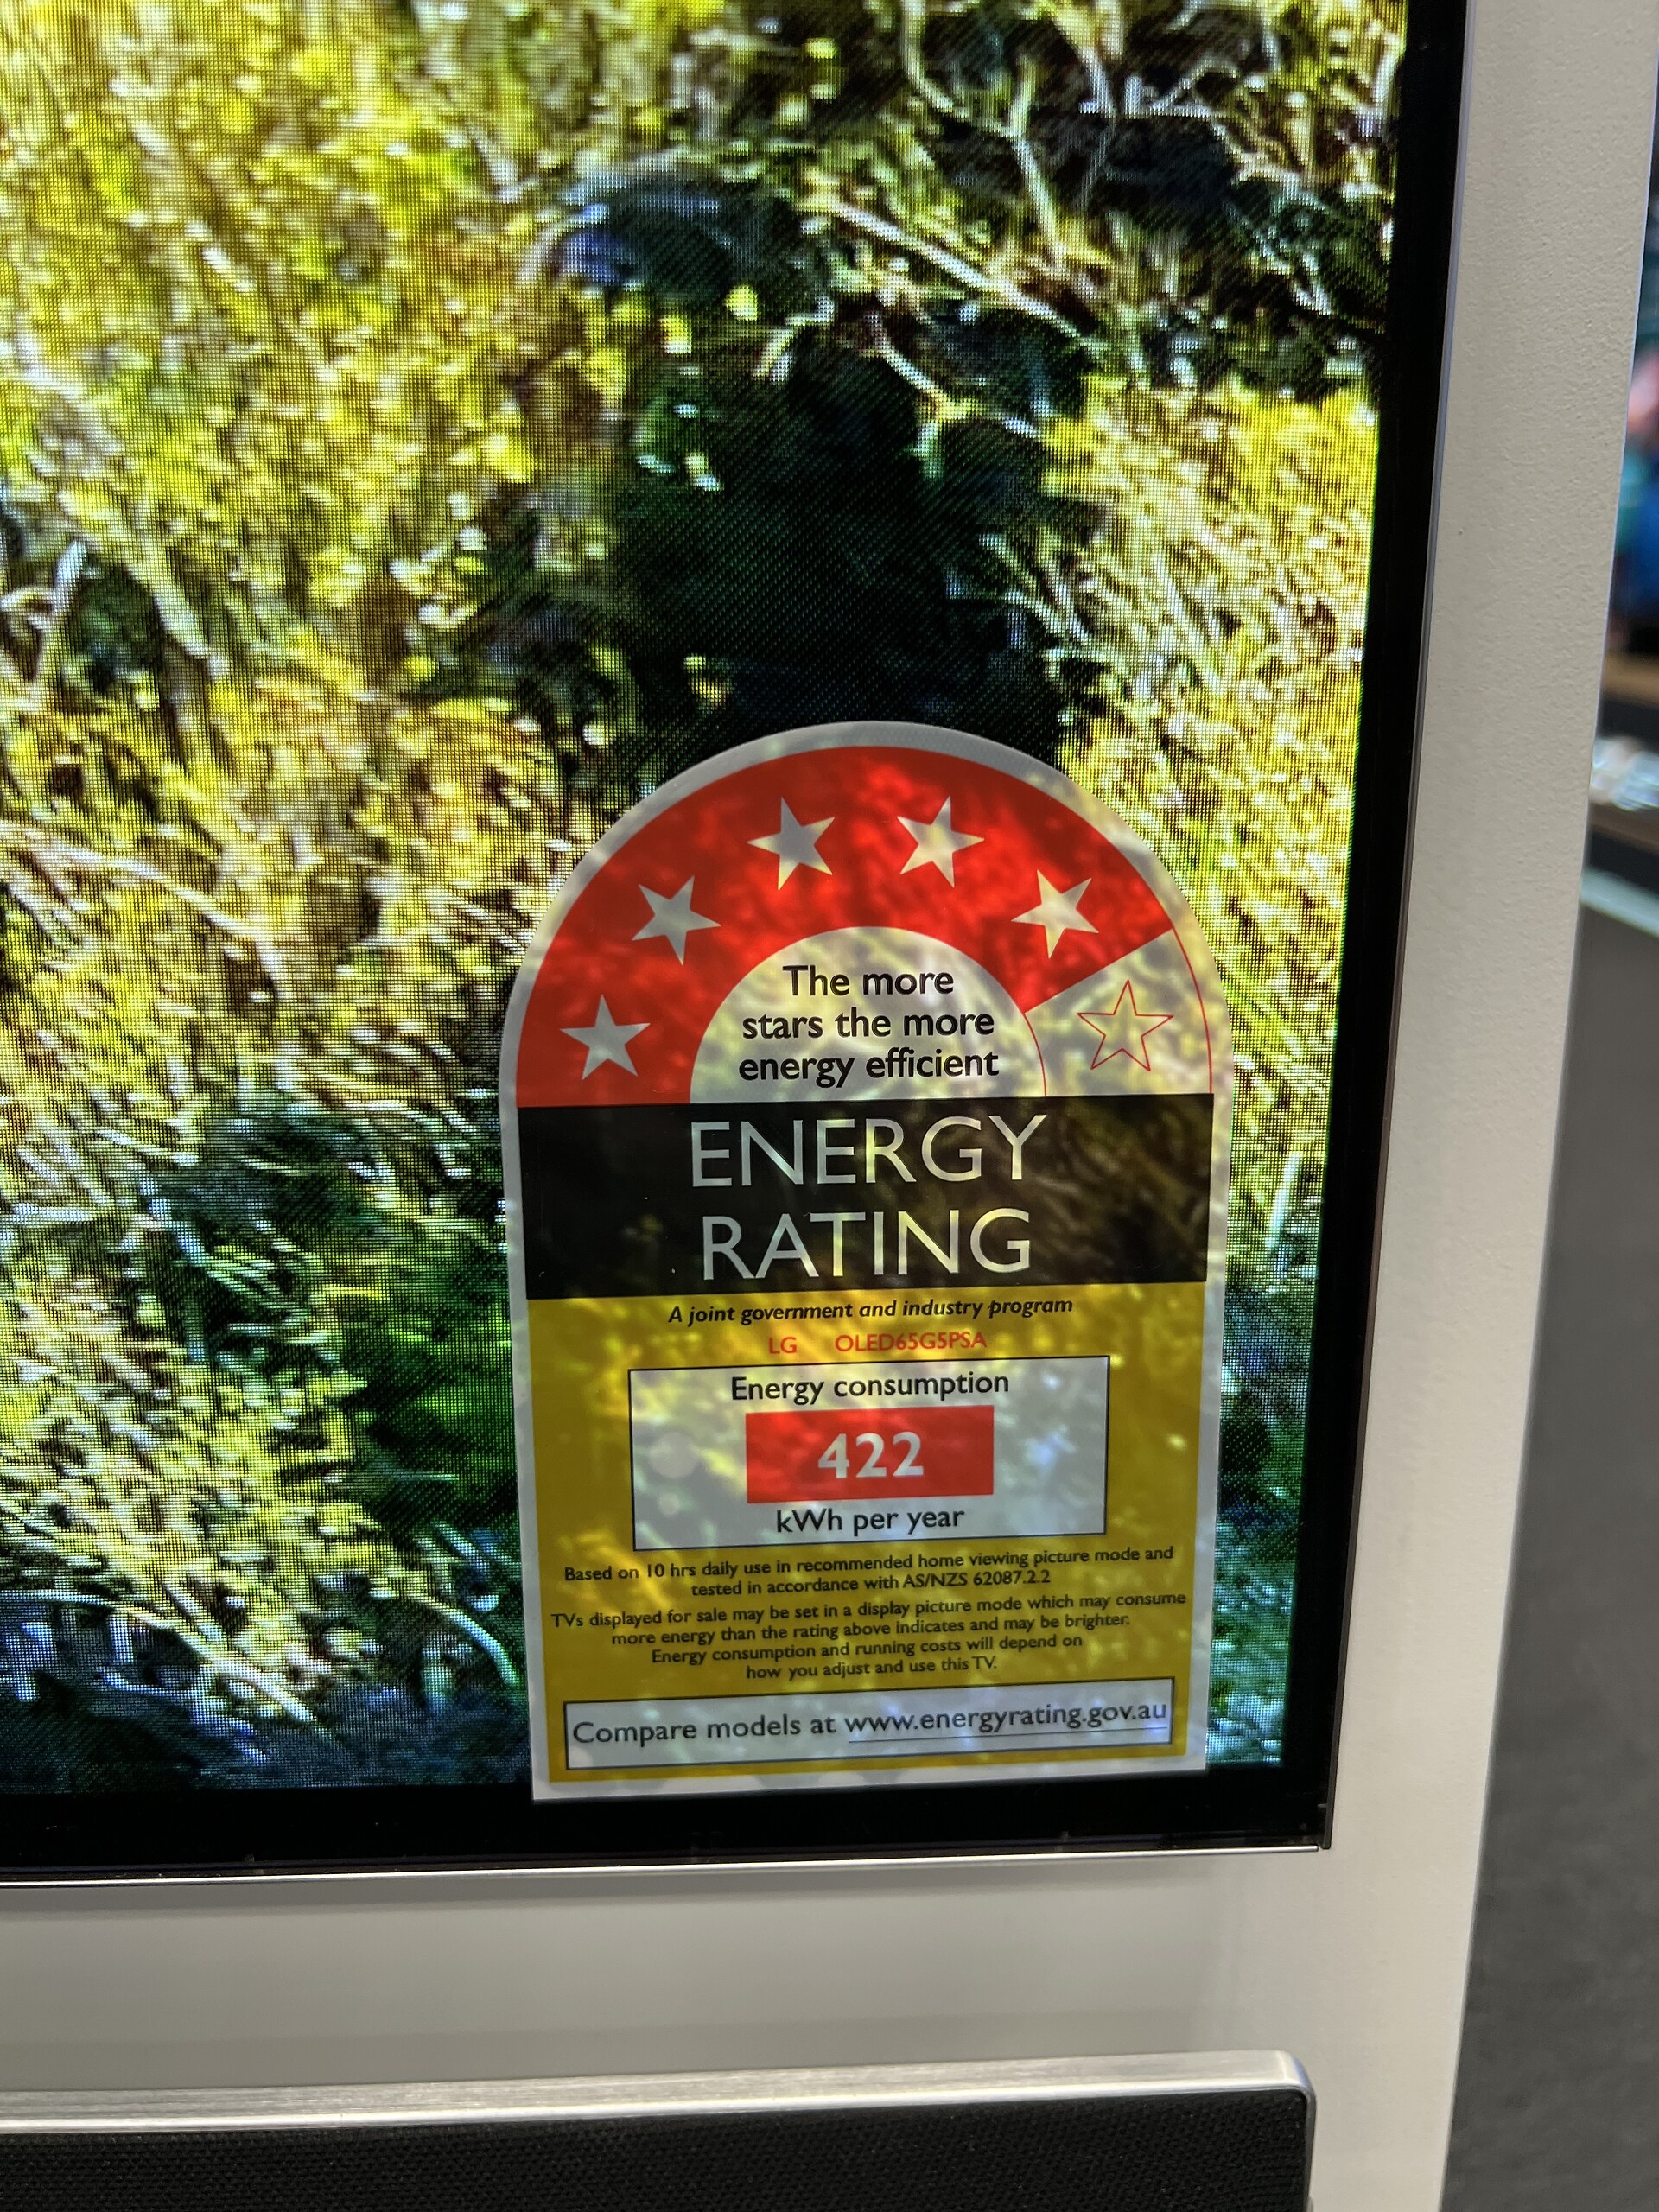 The more
stars the more
energy efficient
ENERGY
RATING
A joint government and industry program
LG OLED65G5PSA
Energy consumption
422
kWh per year
Based on 10 hrs daily use in recommended home viewing picture mode and
tested in accordance with AS/NZS 62087.2.2
TVs displayed for sale may be set in a display picture mode which may consume
more energy than the rating above indicates and may be brighter.
Energy consumption and running costs will depend on
how you adjust and use this TV.
Compare models at www.energyrating.gov.au